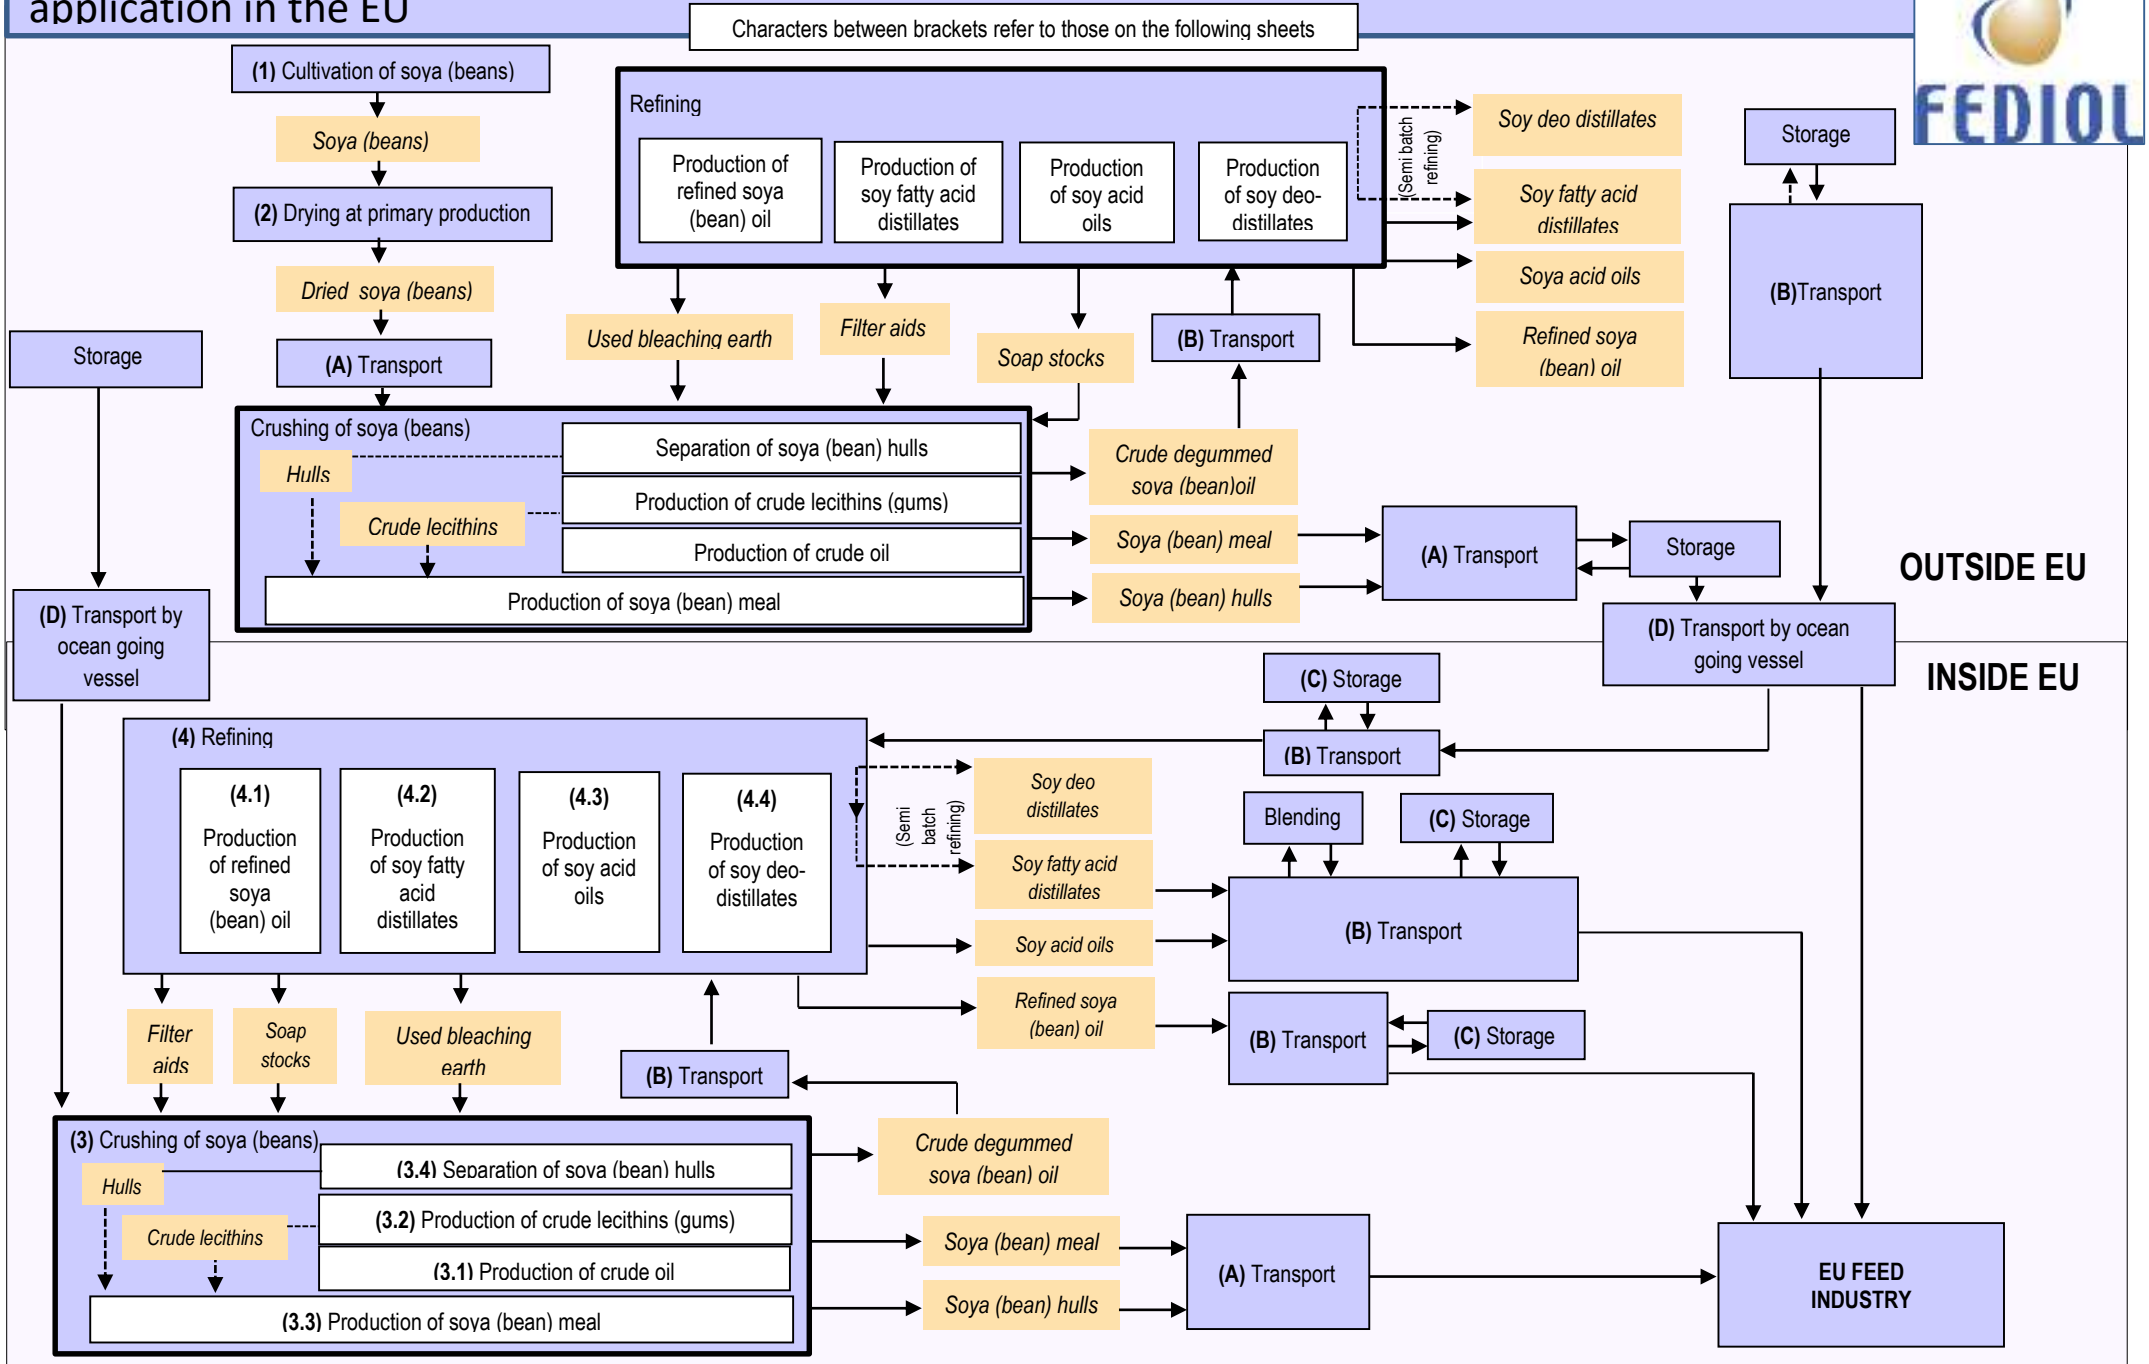 application in the EU
Characters between brackets refer to those on the following sheets
FEDIOL
(1) Cultivation of soya (beans)
Soya (beans)
(2) Drying at primary production
Dried soya (beans)
(A) Transport
Storage
(D) Transport by
ocean going
vessel
Refining
Production of
refined soya
(bean) oil
Production of
soy fatty acid
distillates
Production
of soy acid
oils
Production
of soy deo-
distillates
(Semi batch
refining)
Soy deo distillates
Soy fatty acid
distillates
Soya acid oils
Refined soya
(bean) oil
Storage
(B)Transport
Used bleaching earth
Filter aids
Soap stocks
(B) Transport
Crushing of soya (beans)
Hulls
Crude lecithins
Separation of soya (bean) hulls
Production of crude lecithins (gums)
Production of crude oil
Production of soya (bean) meal
Crude degummed
soya (bean)oil
Soya (bean) meal
Soya (bean) hulls
(A) Transport
Storage
OUTSIDE EU
(D) Transport by ocean
going vessel
INSIDE EU
(C) Storage
(B) Transport
(4) Refining
(4.1)
Production
of refined
soya
(bean) oil
(4.2)
Production
of soy fatty
acid
distillates
(4.3)
Production
of soy acid
oils
(4.4)
Production
of soy deo-
distillates
(Semi
batch
refining)
Soy deo
distillates
Soy fatty acid
distillates
Soy acid oils
Refined soya
(bean) oil
Blending
(C) Storage
(B) Transport
(B) Transport
(C) Storage
Filter
aids
Soap
stocks
Used bleaching
earth
(B) Transport
(3) Crushing of soya (beans)
Hulls
Crude lecithins
(3.4) Separation of soya (bean) hulls
(3.2) Production of crude lecithins (gums)
(3.1) Production of crude oil
(3.3) Production of soya (bean) meal
Crude degummed
soya (bean) oil
Soya (bean) meal
Soya (bean) hulls
(A) Transport
EU FEED
INDUSTRY